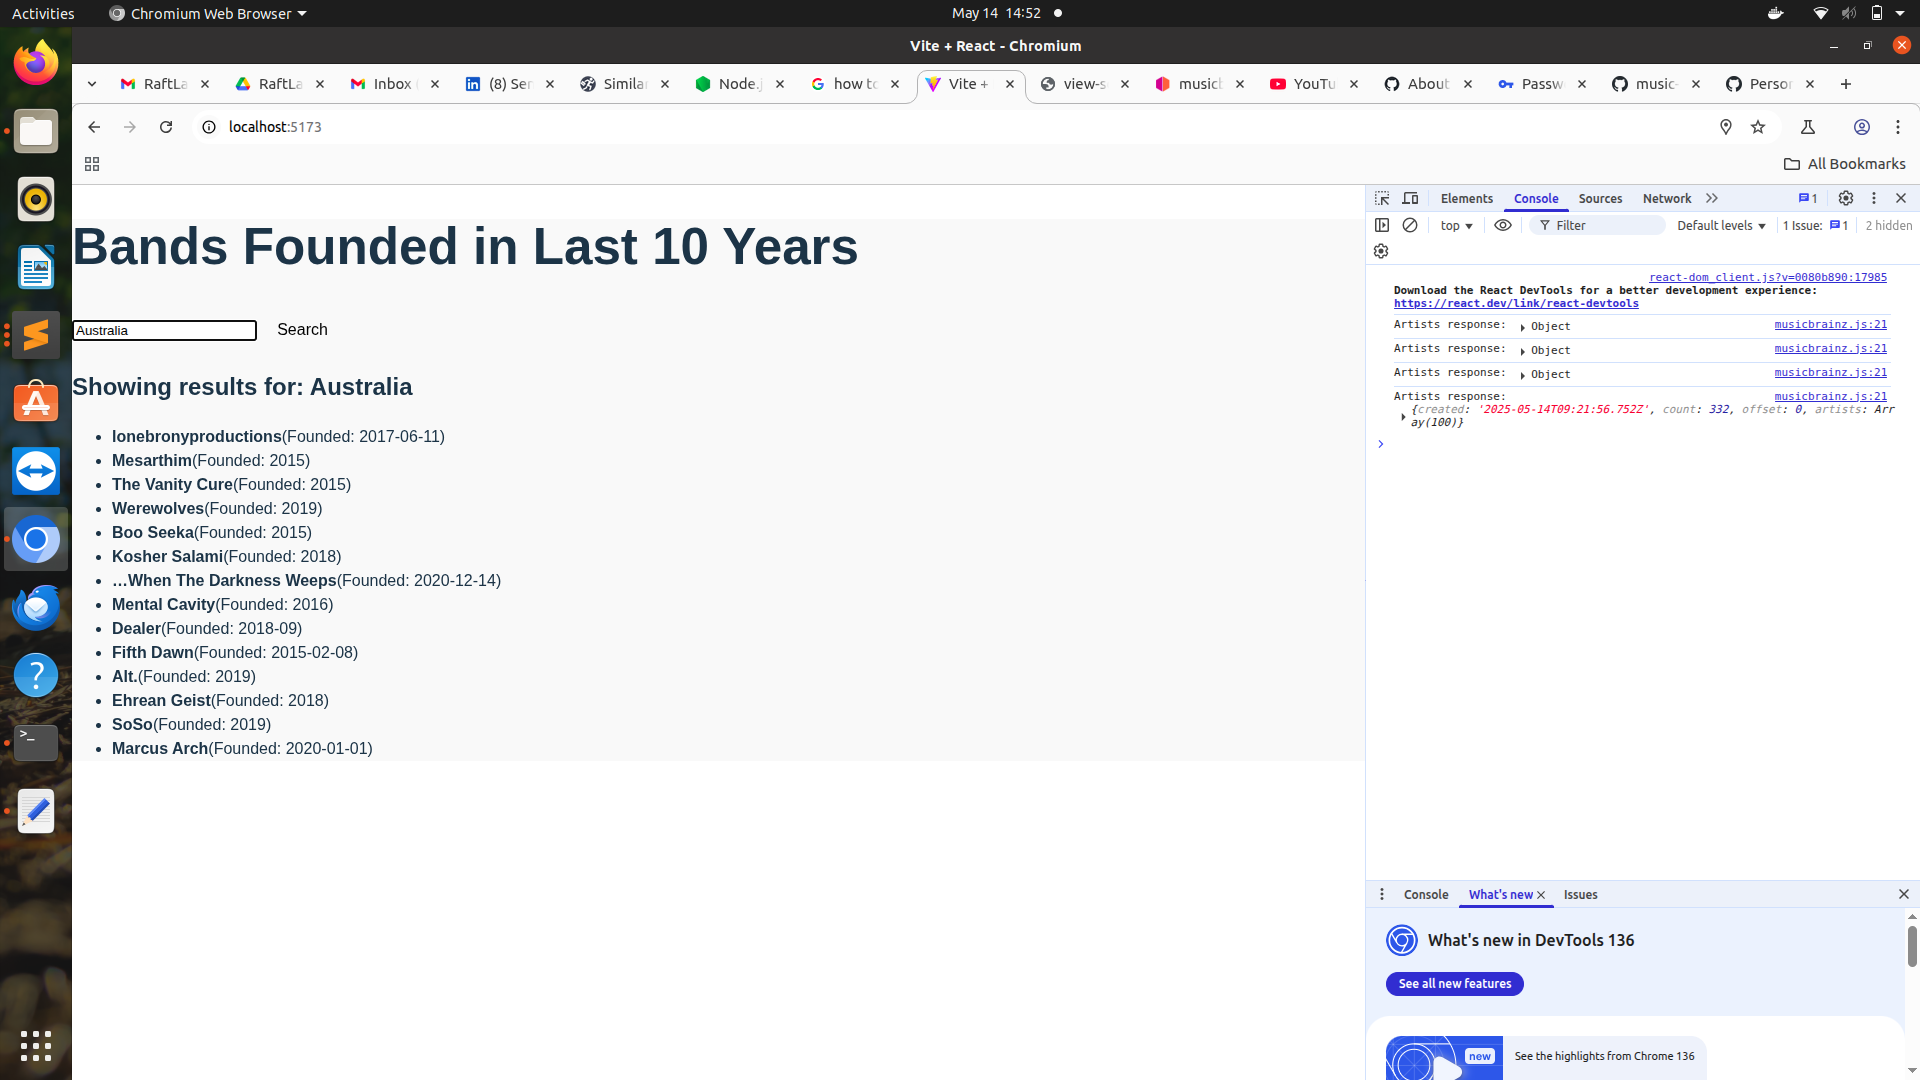 Activities
Chromium Web Browser
May 14 14:52
Vite + React - Chromium
RaftLa
RaftLa
Inbox
(8) Ser
Similar
Node.j
how to
Vite +
view-s
musicb
YouTu
About
Passw
music-
Person
localhost:5173
All Bookmarks
Bands Founded in Last 10 Years
Australia
Search
Showing results for: Australia
lonebronyproductions(Founded: 2017-06-11)
Mesarthim(Founded: 2015)
The Vanity Cure(Founded: 2015)
Werewolves(Founded: 2019)
Boo Seeka(Founded: 2015)
Kosher Salami(Founded: 2018)
…When The Darkness Weeps(Founded: 2020-12-14)
Mental Cavity(Founded: 2016)
Dealer(Founded: 2018-09)
Fifth Dawn(Founded: 2015-02-08)
Alt.(Founded: 2019)
Ehrean Geist(Founded: 2018)
SoSo(Founded: 2019)
Marcus Arch(Founded: 2020-01-01)
Elements Console Sources Network 1
top Filter Default levels 1 Issue: 1 2 hidden
react-dom_client.js?v=0080b890:17985
Download the React DevTools for a better development experience:
https://react.dev/link/react-devtools
Artists response: Object musicbrainz.js:21
Artists response: Object musicbrainz.js:21
Artists response: Object musicbrainz.js:21
Artists response: musicbrainz.js:21
{created: '2025-05-14T09:21:56.752Z', count: 332, offset: 0, artists: Arr
ay(100)}
Console What's new Issues
What's new in DevTools 136
See all new features
new
See the highlights from Chrome 136